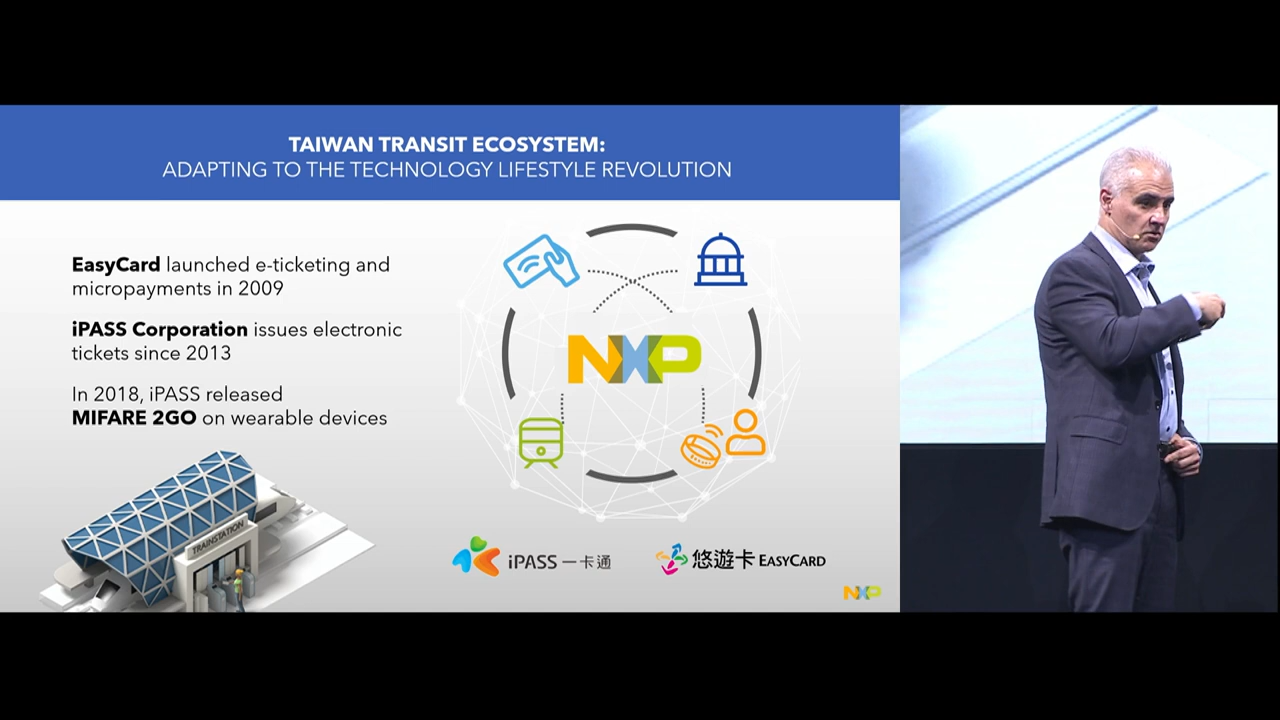 TAIWAN TRANSIT ECOSYSTEM:
ADAPTING TO THE TECHNOLOGY LIFESTYLE REVOLUTION
EasyCard launched e-ticketing and
micropayments in 2009
iPASS Corporation issues electronic
tickets since 2013
In 2018, iPASS released
MIFARE 2GO on wearable devices
NXP
TRAINSTATION
iPASS 一卡通
悠遊卡 EASYCARD
NXP